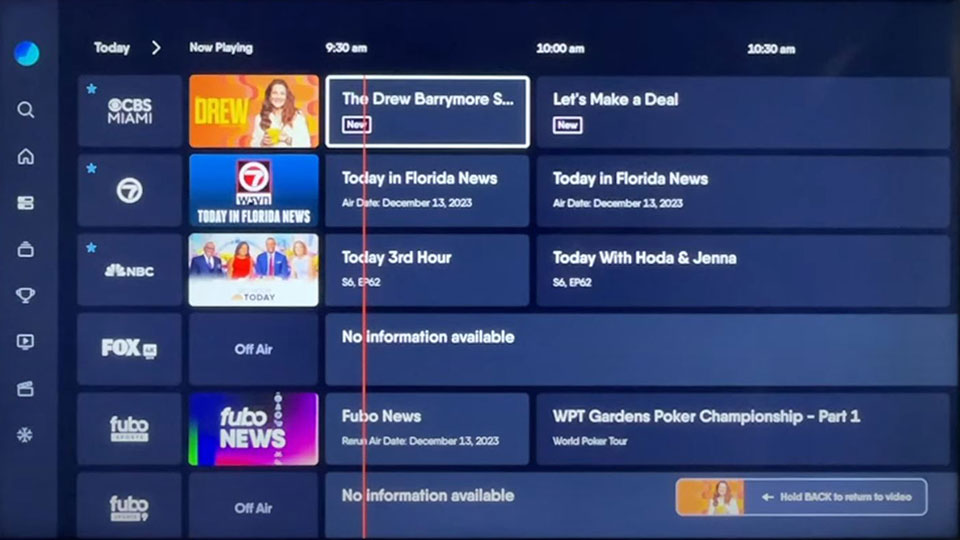 Today
Now Playing
9:30 am
10:00 am
10:30 am
CBS
MIAMI
DREW
The Drew Barrymore S...
New
Let's Make a Deal
New
7
7
WSVN
TODAY IN FLORIDA NEWS
Today in Florida News
Air Date: December 13, 2023
Today in Florida News
Air Date: December 13, 2023
NBC
TODAY
Today 3rd Hour
S6, EP62
Today With Hoda & Jenna
S6, EP62
FOX 4K
Off Air
No information available
fubo
SPORTS
fubo
NEWS
Fubo News
Rerun Air Date: December 13, 2023
WPT Gardens Poker Championship - Part 1
World Poker Tour
fubo
SPORTS 9
Off Air
No information available
Hold BACK to return to video